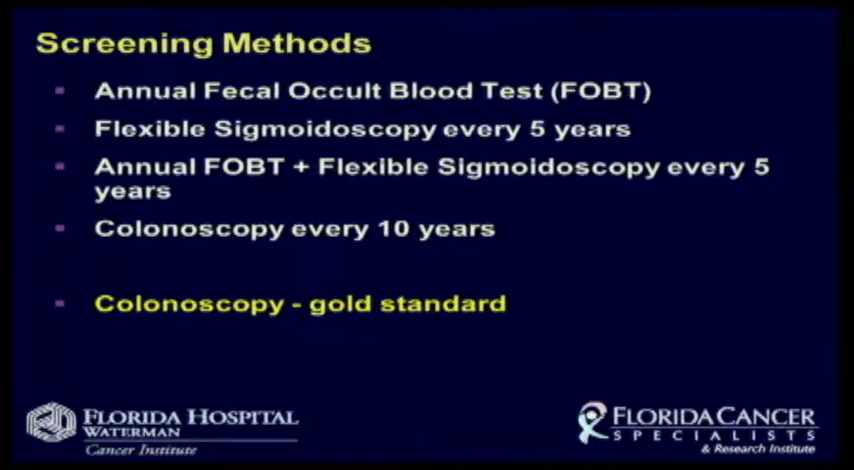 Screening Methods
Annual Fecal Occult Blood Test (FOBT)
Flexible Sigmoidoscopy every 5 years
Annual FOBT + Flexible Sigmoidoscopy every 5
years
Colonoscopy every 10 years
Colonoscopy - gold standard
FLORIDA HOSPITAL
WATERMAN
Cancer Institute
FLORIDA CANCER
SPECIALISTS
& Research Institute